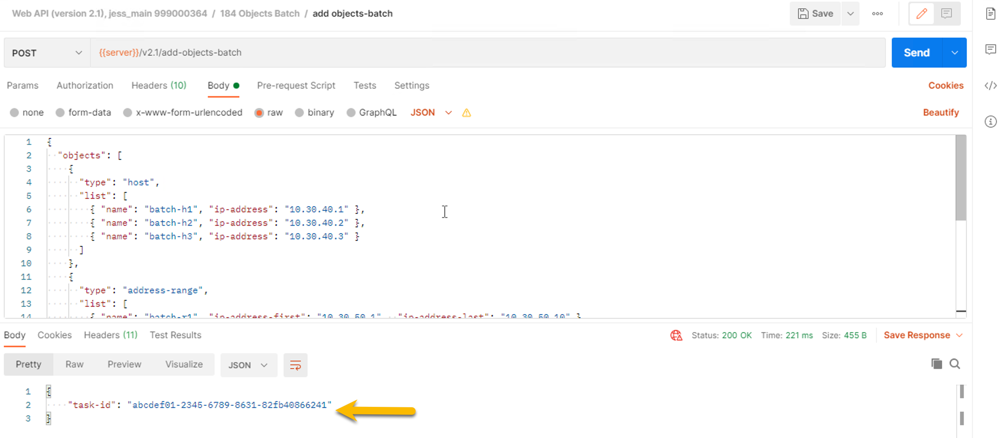 Web API (version 2.1), jess_main 999000364 / 184 Objects Batch / add objects-batch
Save
POST
{{server}}/v2.1/add-objects-batch
Send
Params Authorization Headers (10) Body Pre-request Script Tests Settings Cookies
none form-data x-www-form-urlencoded raw binary GraphQL JSON Beautify
1 {
2 "objects": [
3 {
4 "type": "host",
5 "list": [
6 { "name": "batch-h1", "ip-address": "10.30.40.1" },
7 { "name": "batch-h2", "ip-address": "10.30.40.2" },
8 { "name": "batch-h3", "ip-address": "10.30.40.3" }
9 ]
10 },
11 {
12 "type": "address-range",
13 "list": [
14 { "name": "batch-r1", "ip-address-first": "10.30.50.1", "ip-address-last": "10.30.50.10" }
Body Cookies Headers (11) Test Results Status: 200 OK Time: 221 ms Size: 455 B Save Response
Pretty Raw Preview Visualize JSON
1 {
2 "task-id": "abcdef01-2345-6789-8631-82fb40866241"
3 }